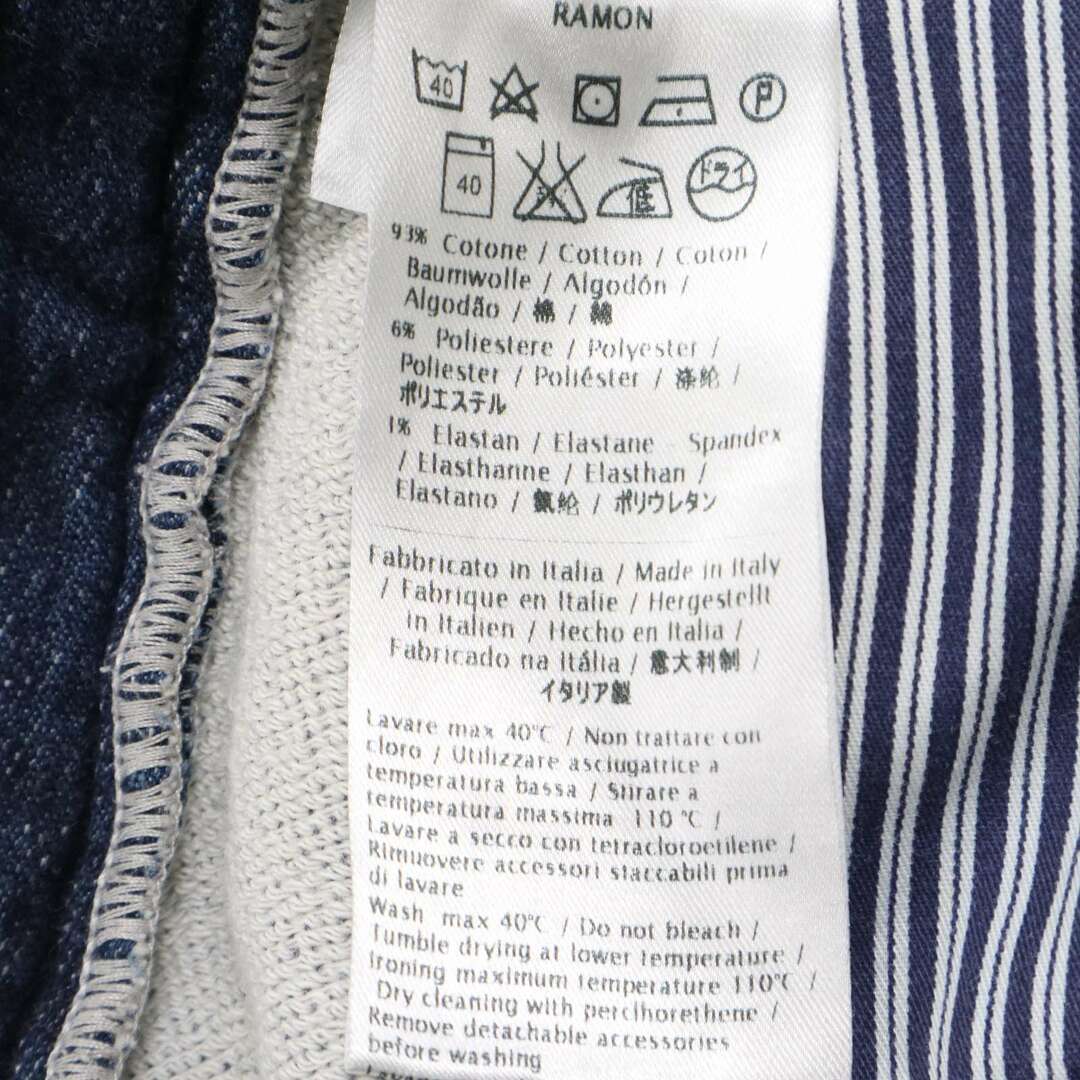 RAMON
40
P
40
低
ドライ
93% Cotone / Cotton / Coton /
Baumwolle / Algodón /
Algodão / 棉 / 綿
6% Poliestere / Polyester /
Poliester / Poliéster / 涤纶 /
ポリエステル
1% Elastan / Elastane - Spandex
/ Elasthanne / Elasthan /
Elastano / 氨纶 / ポリウレタン
Fabbricato in Italia / Made in Italy
/ Fabrique en Italie / Hergestellt
in Italien / Hecho en Italia /
Fabricado na Itália / 意大利制 /
イタリア製
Lavare max 40°C / Non trattare con
cloro / Utilizzare asciugatrice a
temperatura bassa / Stirare a
temperatura massima 110 °C /
Lavare a secco con tetracloroetilene /
Rimuovere accessori staccabili prima
di lavare
Wash max 40°C / Do not bleach /
Tumble drying at lower temperature /
Ironing maximum temperature 110°C /
Dry cleaning with perclhorethene /
Remove detachable accessories
before washing